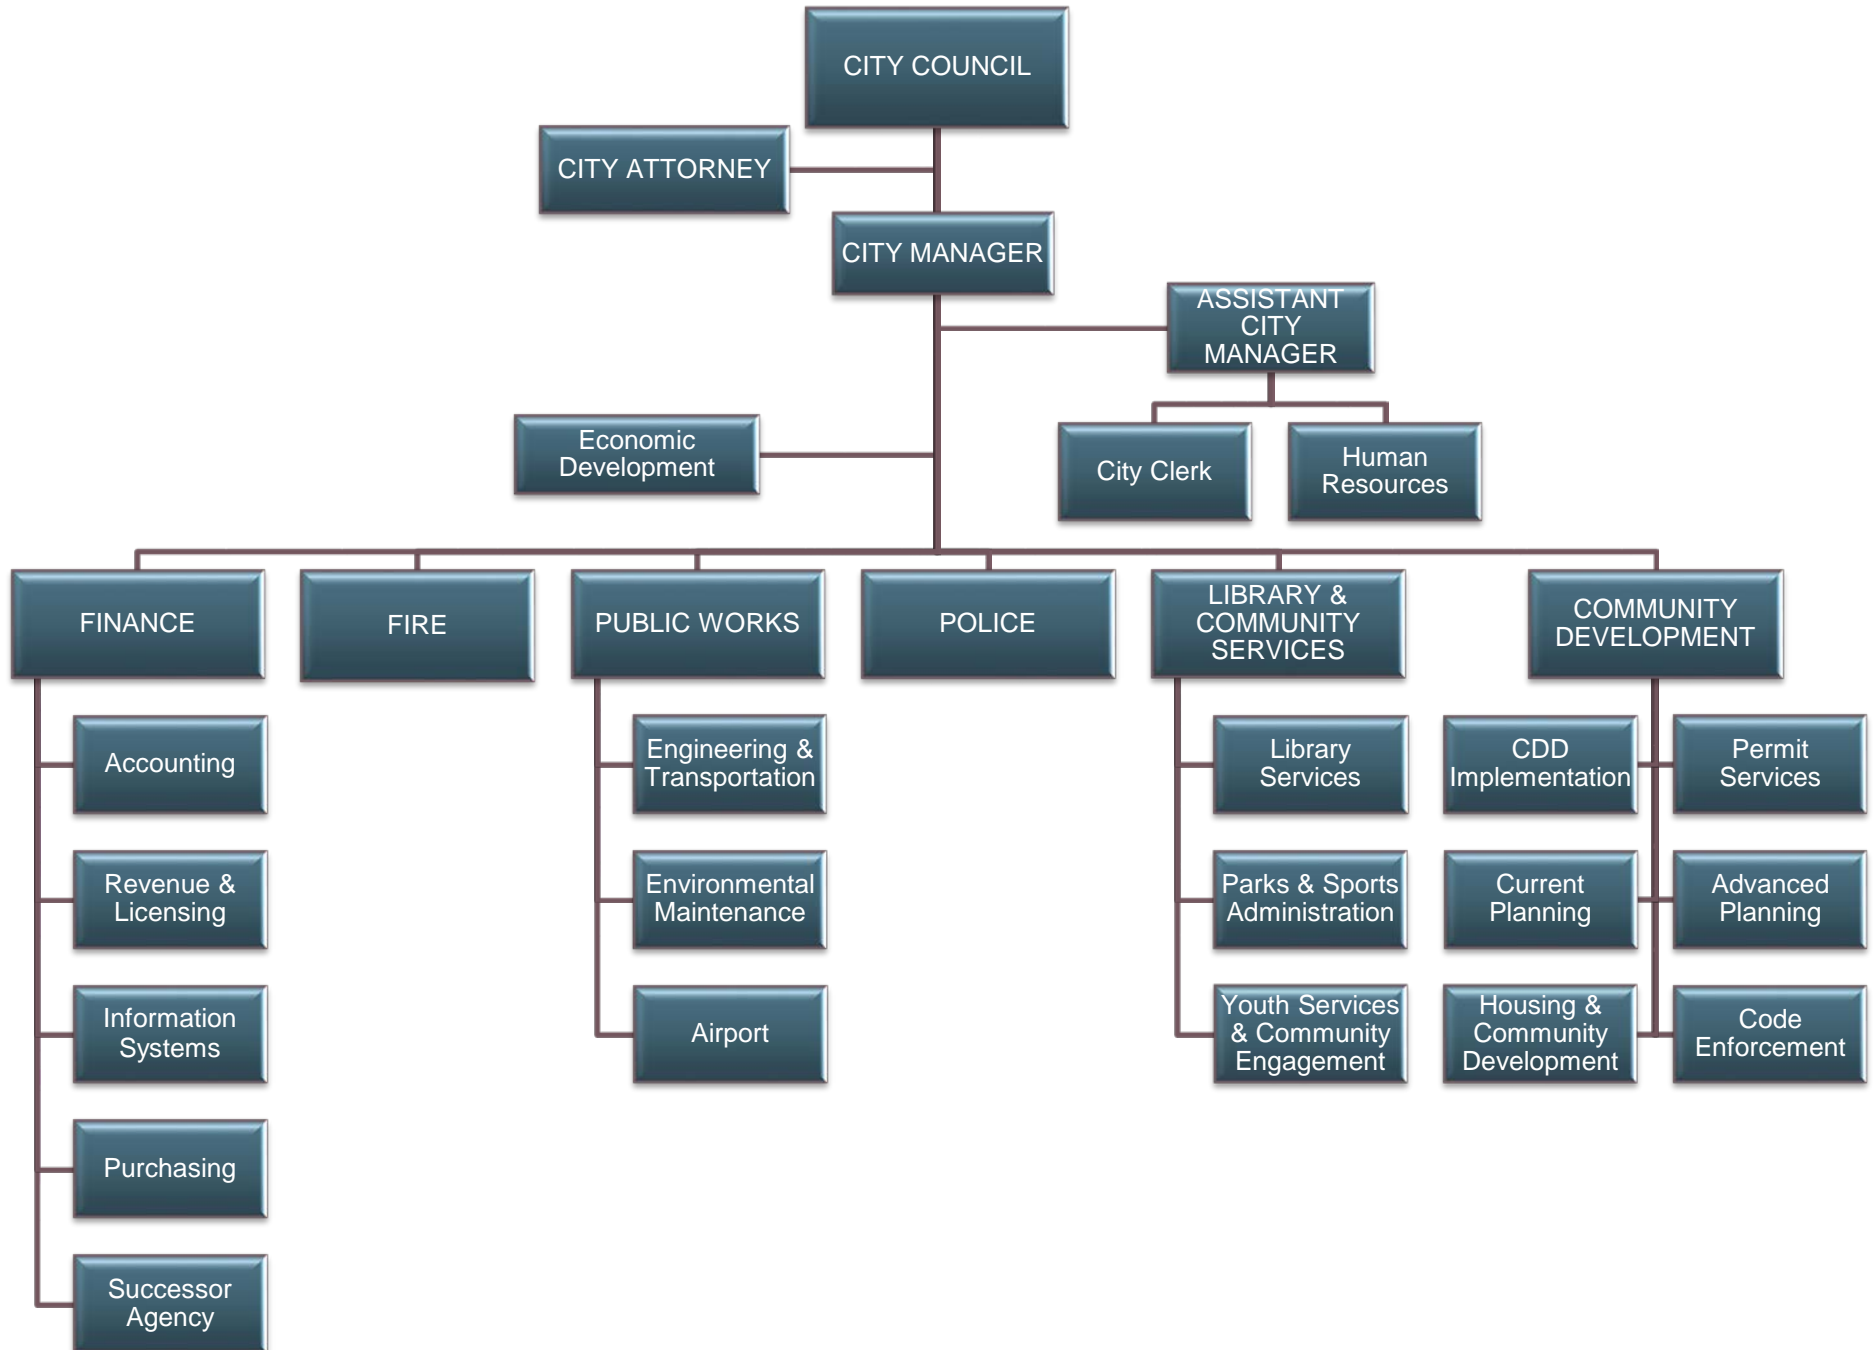 CITY COUNCIL
CITY ATTORNEY
CITY MANAGER
ASSISTANT
CITY
MANAGER
Economic
Development
City Clerk
Human
Resources
FINANCE
FIRE
PUBLIC WORKS
POLICE
LIBRARY &
COMMUNITY
SERVICES
COMMUNITY
DEVELOPMENT
Accounting
Revenue &
Licensing
Information
Systems
Purchasing
Successor
Agency
Engineering &
Transportation
Environmental
Maintenance
Airport
Library
Services
Parks & Sports
Administration
Youth Services
& Community
Engagement
CDD
Implementation
Permit
Services
Current
Planning
Advanced
Planning
Housing &
Community
Development
Code
Enforcement